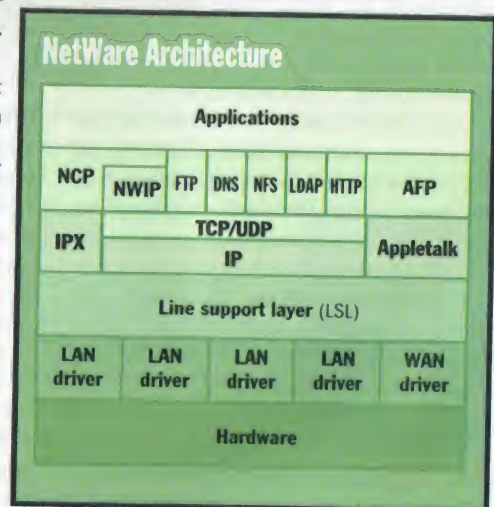 NetWare Architecture
Applications
NCP NWIP FTP DNS NFS LDAP HTTP AFP
IPX TCP/UDP Appletalk
IP
Line support layer (LSL)
LAN driver LAN driver LAN driver LAN driver WAN driver
Hardware